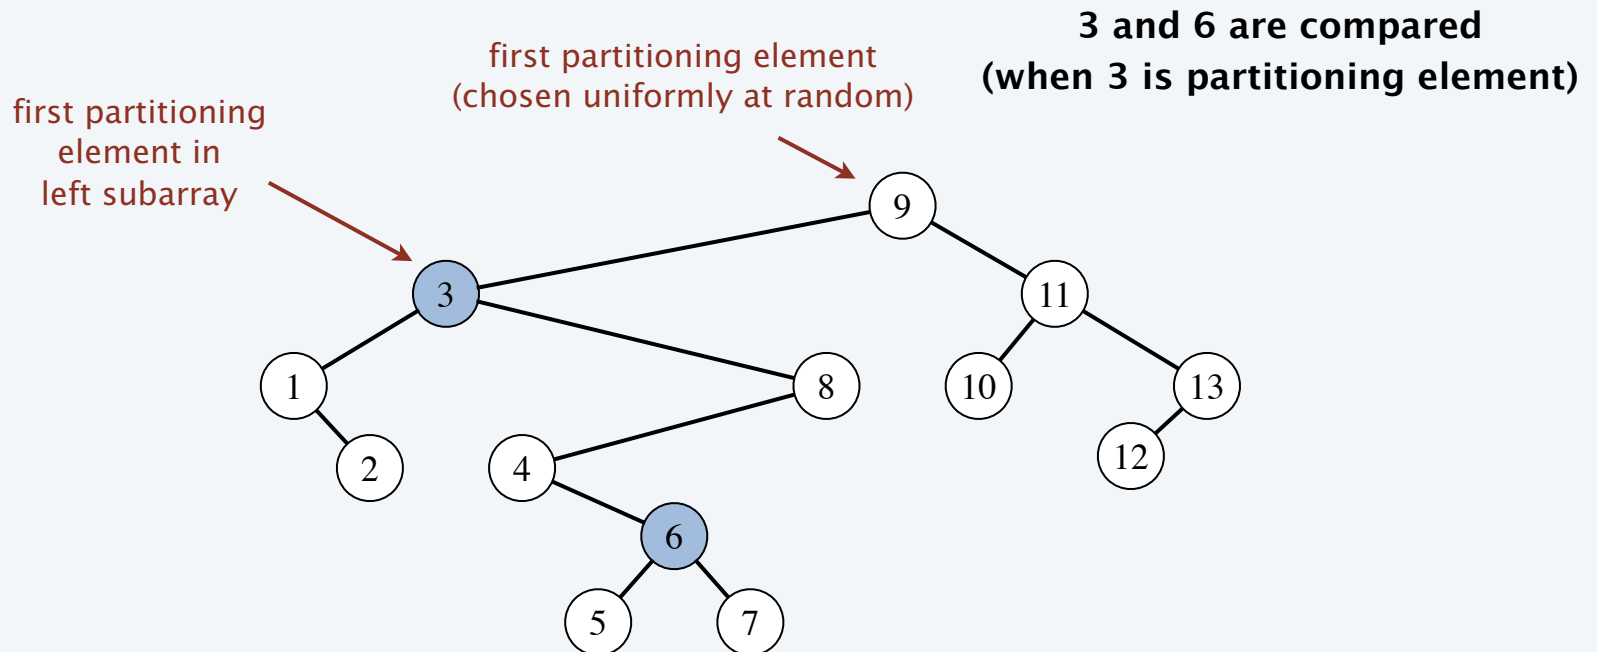 3 and 6 are compared
(when 3 is partitioning element)
first partitioning element
(chosen uniformly at random)
first partitioning
element in
left subarray
9
3
11
1
8
10
13
2
4
12
6
5
7